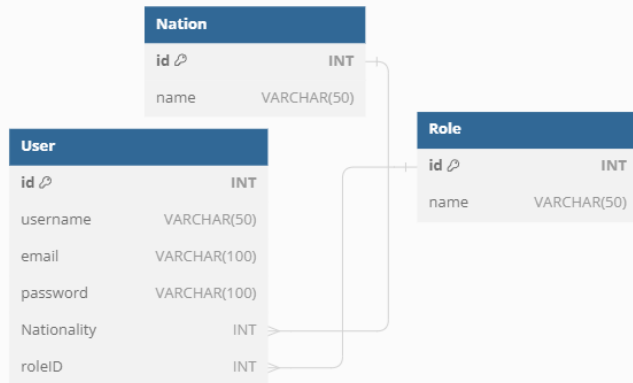 Nation
id INT
name VARCHAR(50)
User
id INT
username VARCHAR(50)
email VARCHAR(100)
password VARCHAR(100)
Nationality INT
roleID INT
Role
id INT
name VARCHAR(50)